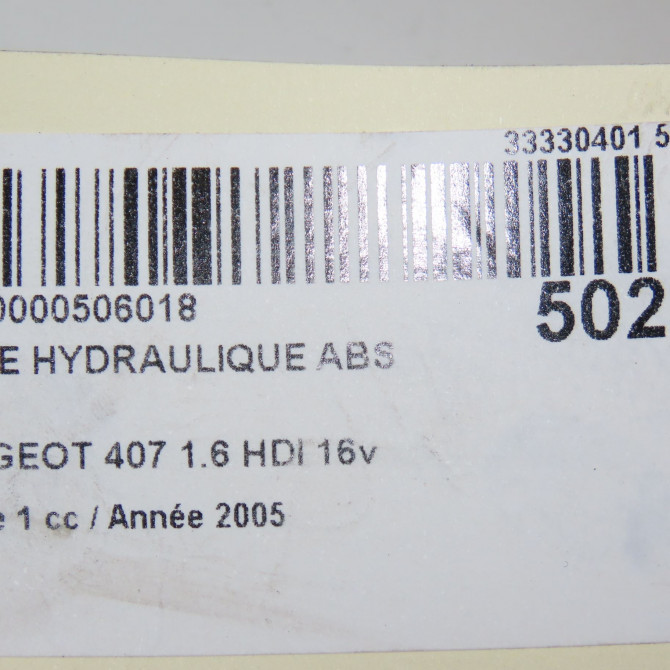 33330401 5
0000506018
502
E HYDRAULIQUE ABS
GEOT 407 1.6 HDI 16v
e 1 cc / Année 2005